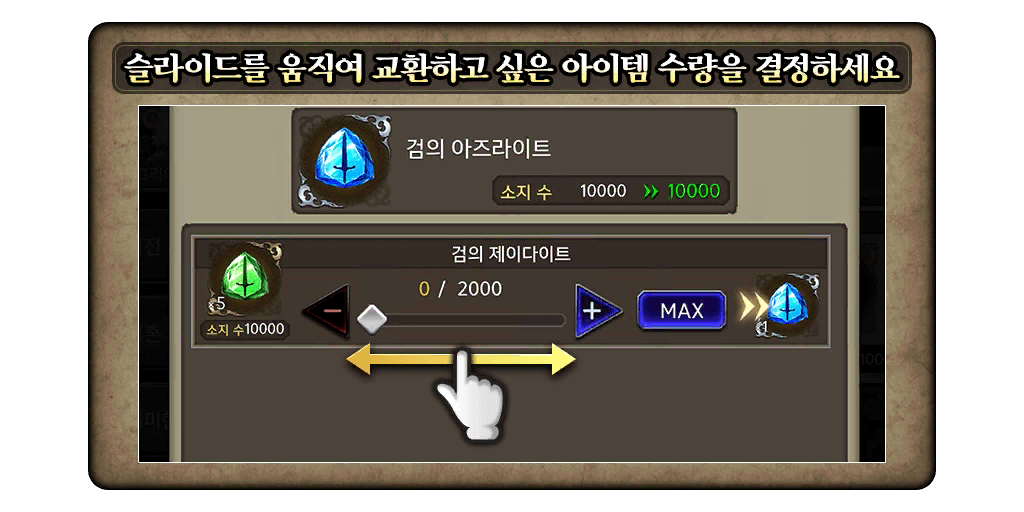 슬라이드를 움직여 교환하고 싶은 아이템 수량을 결정하세요
검의 아즈라이트
소지 수 10000 >> 10000
검의 제이다이트
5
소지 수10000
0 / 2000
MAX
1